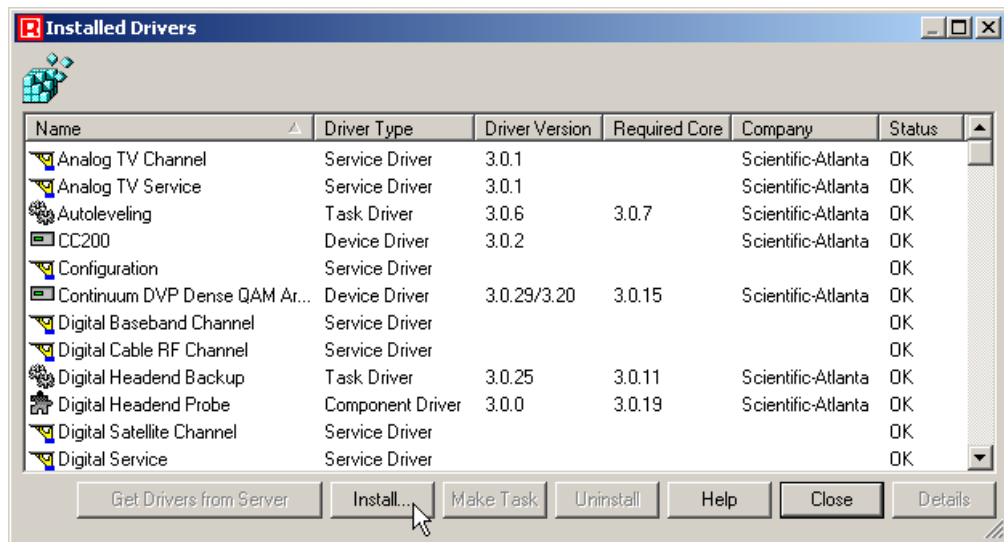 Installed Drivers
Name Driver Type Driver Version Required Core Company Status
Analog TV Channel Service Driver 3.0.1 Scientific-Atlanta OK
Analog TV Service Service Driver 3.0.1 Scientific-Atlanta OK
Autoleveling Task Driver 3.0.6 3.0.7 Scientific-Atlanta OK
CC200 Device Driver 3.0.2 Scientific-Atlanta OK
Configuration Service Driver OK
Continuum DVP Dense QAM Ar... Device Driver 3.0.29/3.20 3.0.15 Scientific-Atlanta OK
Digital Baseband Channel Service Driver OK
Digital Cable RF Channel Service Driver OK
Digital Headend Backup Task Driver 3.0.25 3.0.11 Scientific-Atlanta OK
Digital Headend Probe Component Driver 3.0.0 3.0.19 Scientific-Atlanta OK
Digital Satellite Channel Service Driver OK
Digital Service Service Driver OK
Get Drivers from Server Install... Make Task Uninstall Help Close Details